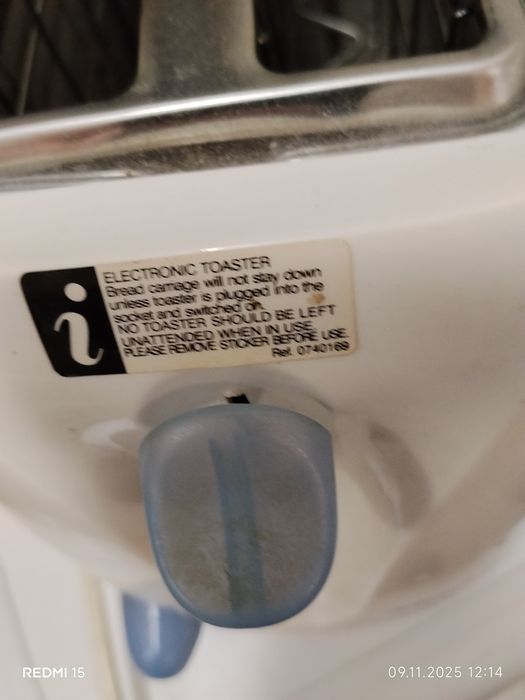 i
ELECTRONIC TOASTER
Bread carriage will not stay down
unless toaster is plugged into the
socket and switched on.
NO TOASTER SHOULD BE LEFT
UNATTENDED WHEN IN USE.
PLEASE REMOVE STICKER BEFORE USE.
Ref. 0740169
REDMI 15
09.11.2025 12:14